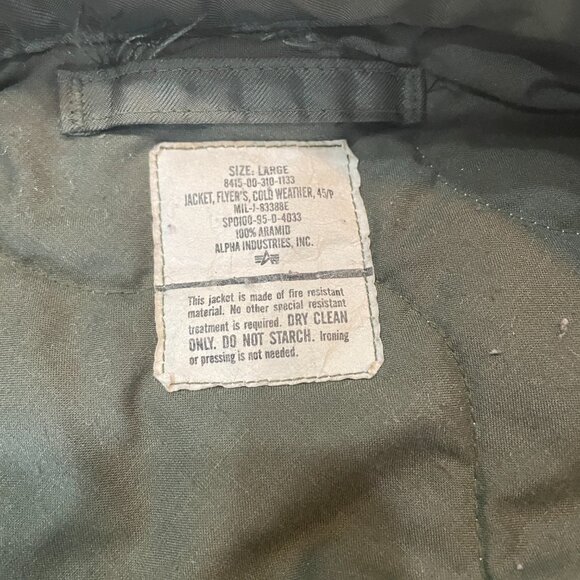 SIZE: LARGE
8415-00-310-1133
JACKET, FLYER'S, COLD WEATHER, 45/P
MIL-J-83388E
SPO100-95-D-4033
100% ARAMID
ALPHA INDUSTRIES, INC.
This jacket is made of fire resistant
material. No other special resistant
treatment is required. DRY CLEAN
ONLY. DO NOT STARCH. Ironing
or pressing is not needed.